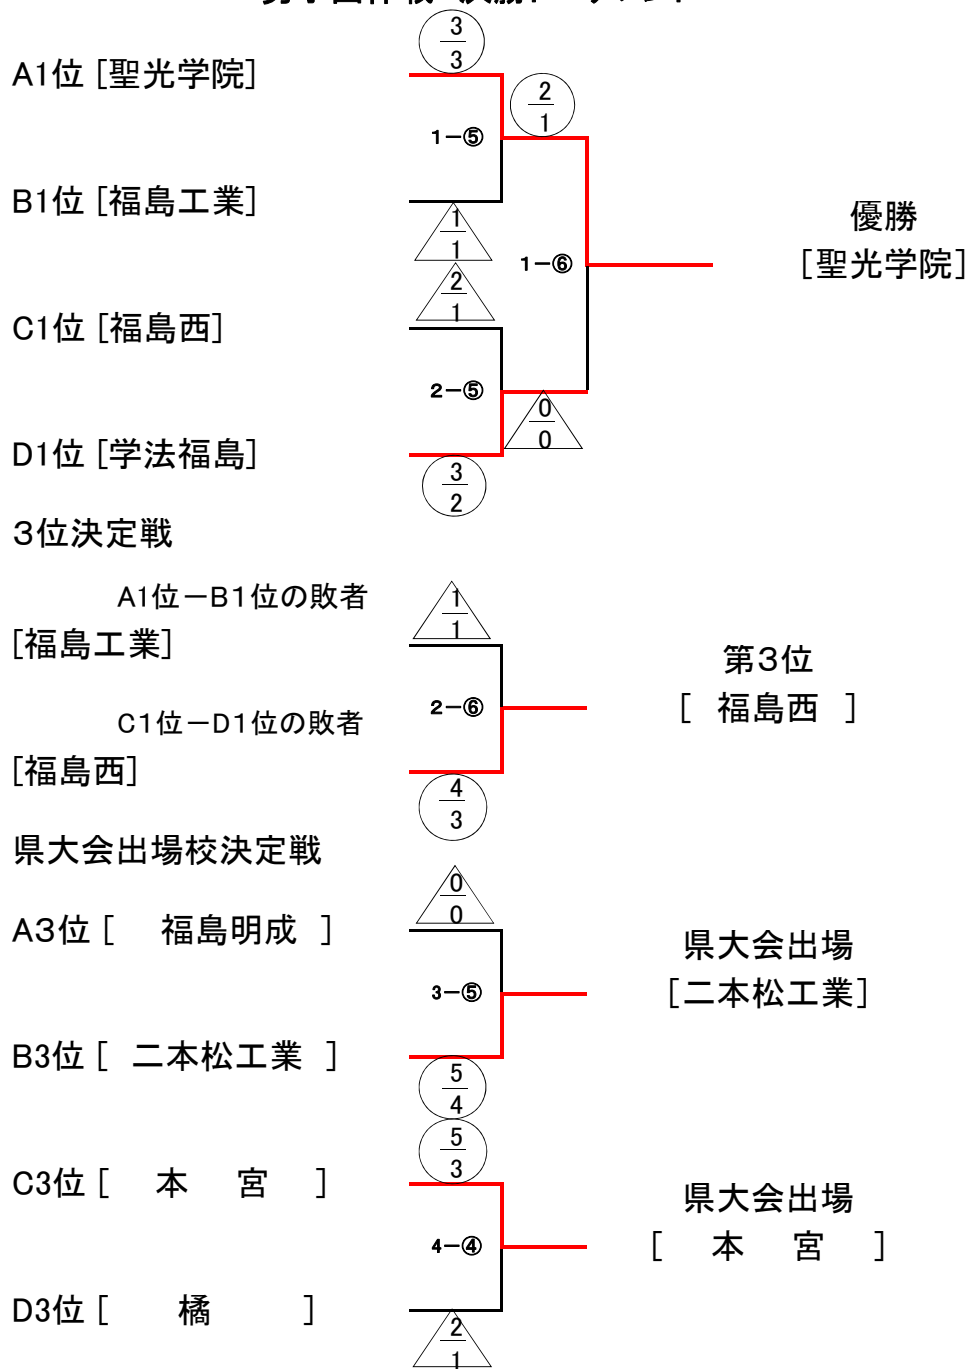 3
3
A1位 [聖光学院]
2
1
1－⑤
B1位 [福島工業]
優勝
1
1
1－⑥
[聖光学院]
2
1
C1位 [福島西]
2－⑤
0
0
D1位 [学法福島]
3
2
３位決定戦
A1位－B１位の敗者
1
1
[福島工業]
第３位
2－⑥
[ 福島西 ]
C1位－D１位の敗者
[福島西]
4
3
県大会出場校決定戦
0
0
A３位 [ 福島明成 ]
県大会出場
3－⑤
[二本松工業]
B3位 [ 二本松工業 ]
5
4
5
3
C3位 [ 本 宮 ]
県大会出場
4－④
[ 本 宮 ]
D3位 [ 橘 ]
2
1